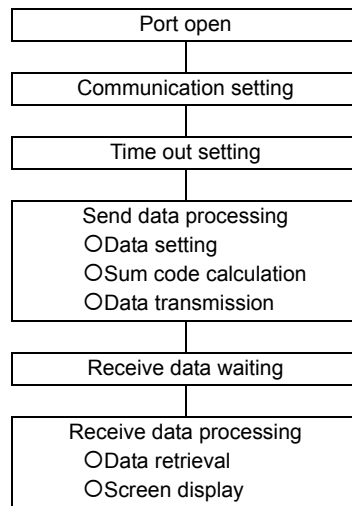 Port open
Communication setting
Time out setting
Send data processing
○Data setting
○Sum code calculation
○Data transmission
Receive data waiting
Receive data processing
○Data retrieval
○Screen display